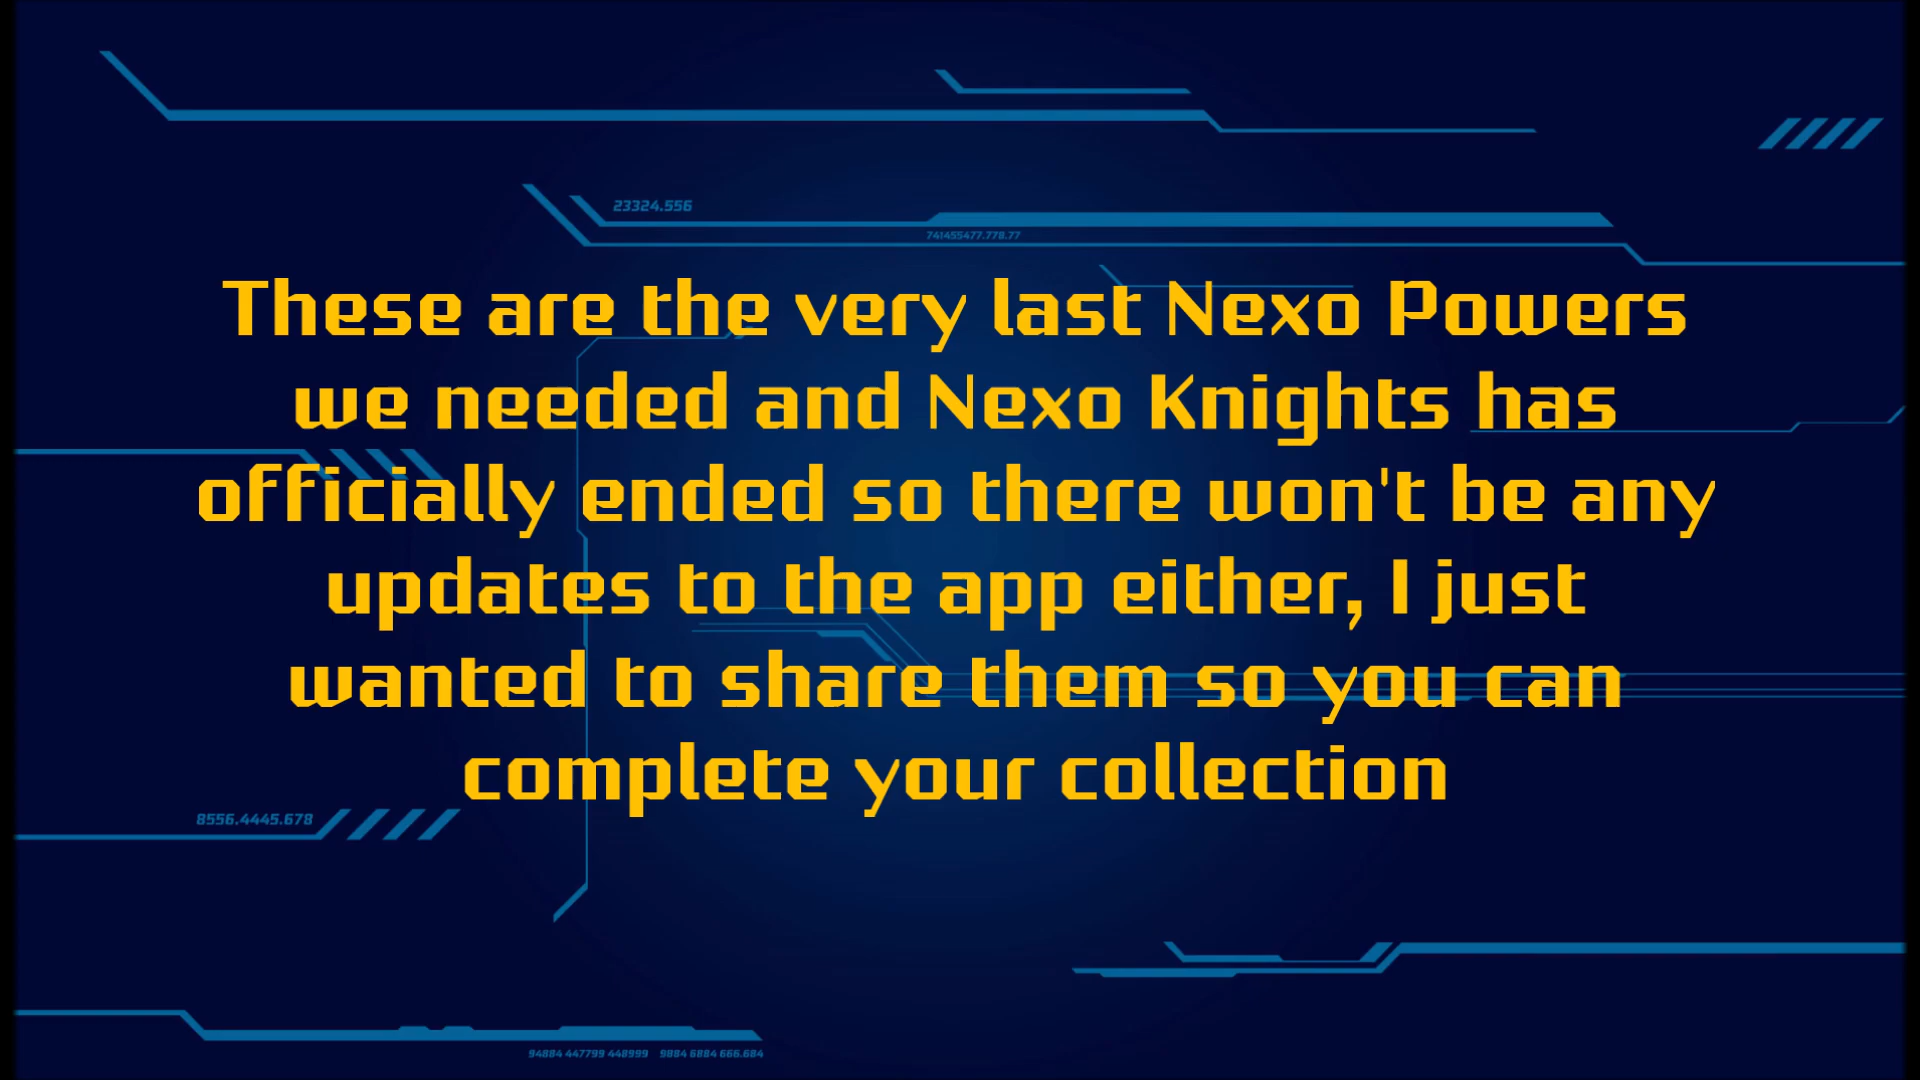 23324.556
741455477.778.77
These are the very last Nexo Powers
we needed and Nexo Knights has
officially ended so there won't be any
updates to the app either, I just
wanted to share them so you can
complete your collection
8556.4445.678
94884 447799 448999 9884 6884 666.684